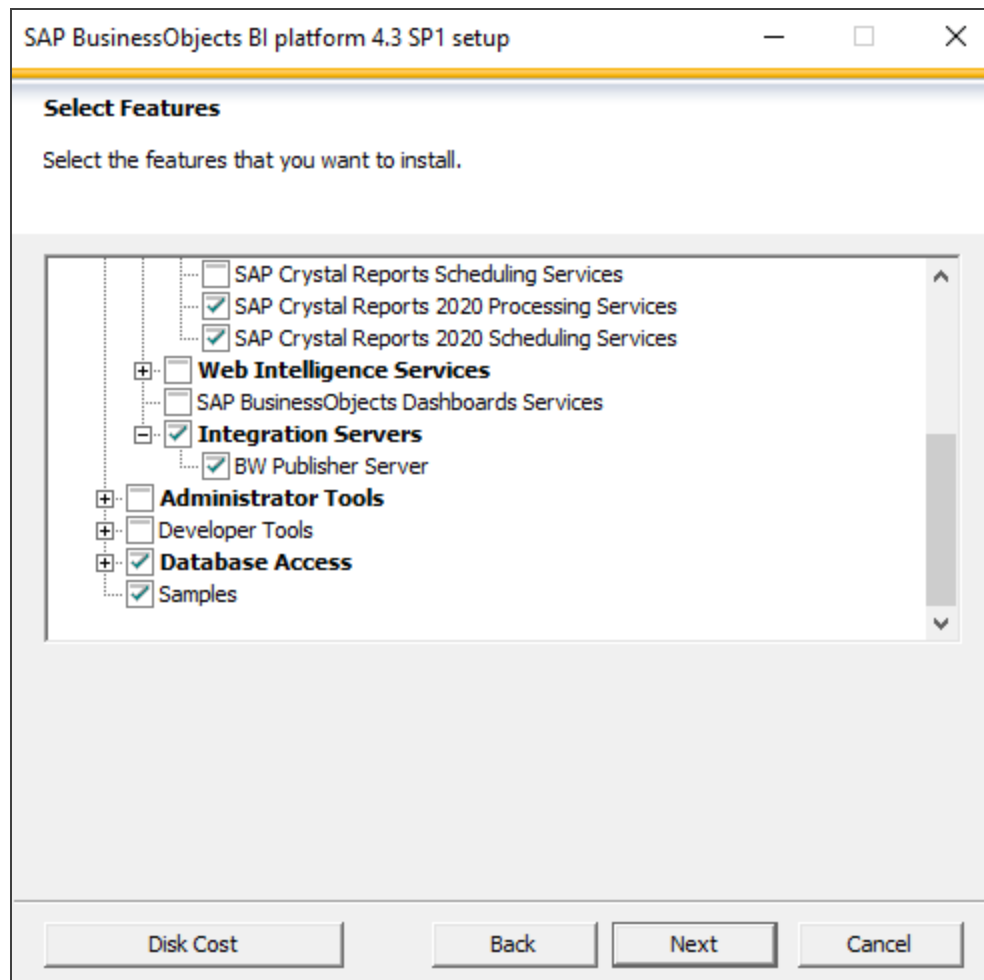 SAP BusinessObjects BI platform 4.3 SP1 setup
Select Features
Select the features that you want to install.
SAP Crystal Reports Scheduling Services
SAP Crystal Reports 2020 Processing Services
SAP Crystal Reports 2020 Scheduling Services
Web Intelligence Services
SAP BusinessObjects Dashboards Services
Integration Servers
BW Publisher Server
Administrator Tools
Developer Tools
Database Access
Samples
Disk Cost Back Next Cancel